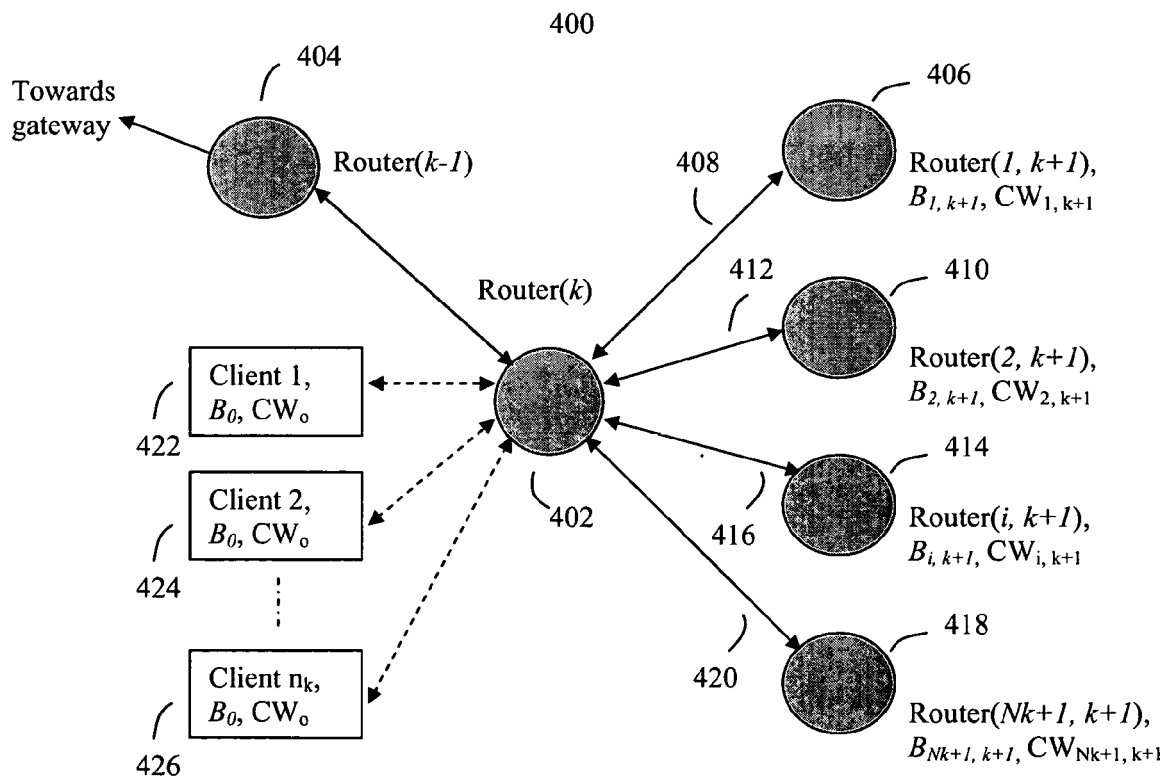 400
404
Towards
gateway
Router(k-1)
406
408
Router(1, k+1),
B1, k+1, CW1, k+1
Router(k)
412
410
Router(2, k+1),
B2, k+1, CW2, k+1
Client 1,
B0, CWo
422
402
414
416
Router(i, k+1),
Bi, k+1, CWi, k+1
Client 2,
B0, CWo
424
418
420
Client nk,
B0, CWo
426
Router(Nk+1, k+1),
BNk+1, k+1, CWNk+1, k+1